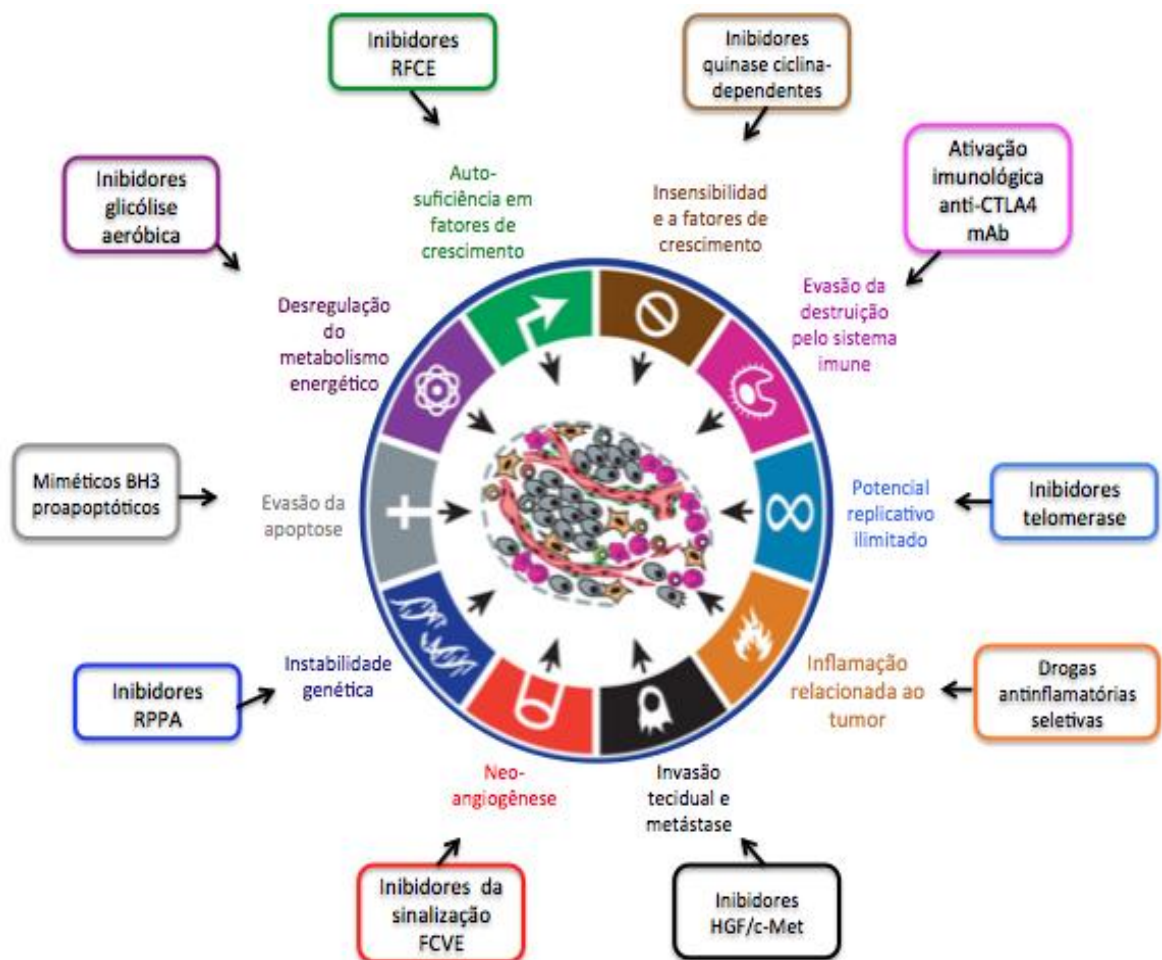 Inibidores
RFCE
Inibidores
quinase ciclina-
dependentes
Inibidores
glicólise
aeróbica
Auto-
suficiência em
fatores de
crescimento
Insensibilidad
e a fatores de
crescimento
Ativação
imunológica
anti-CTLA4
mAb
Desregulação
do
metabolismo
energético
Evasão da
destruição
pelo sistema
imune
Miméticos BH3
proapoptóticos
Evasão da
apoptose
Potencial
replicativo
ilimitado
Inibidores
telomerase
Inibidores
RPPA
Instabilidade
genética
Inflamação
relacionada ao
tumor
Drogas
antinflamatórias
seletivas
Neo-
angiogênese
Invasão
tecidual e
metástase
Inibidores da
sinalização
FCVE
Inibidores
HGF/c-Met